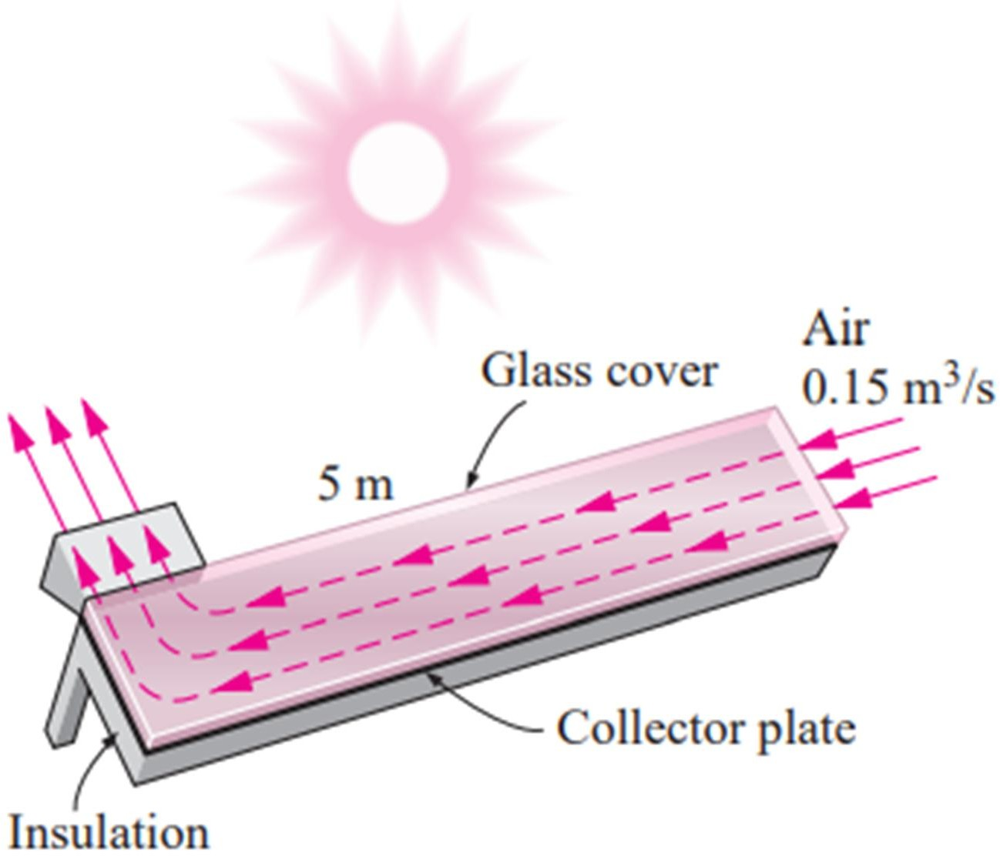 Air
0.15 m³/s
Glass cover
5 m
Collector plate
Insulation